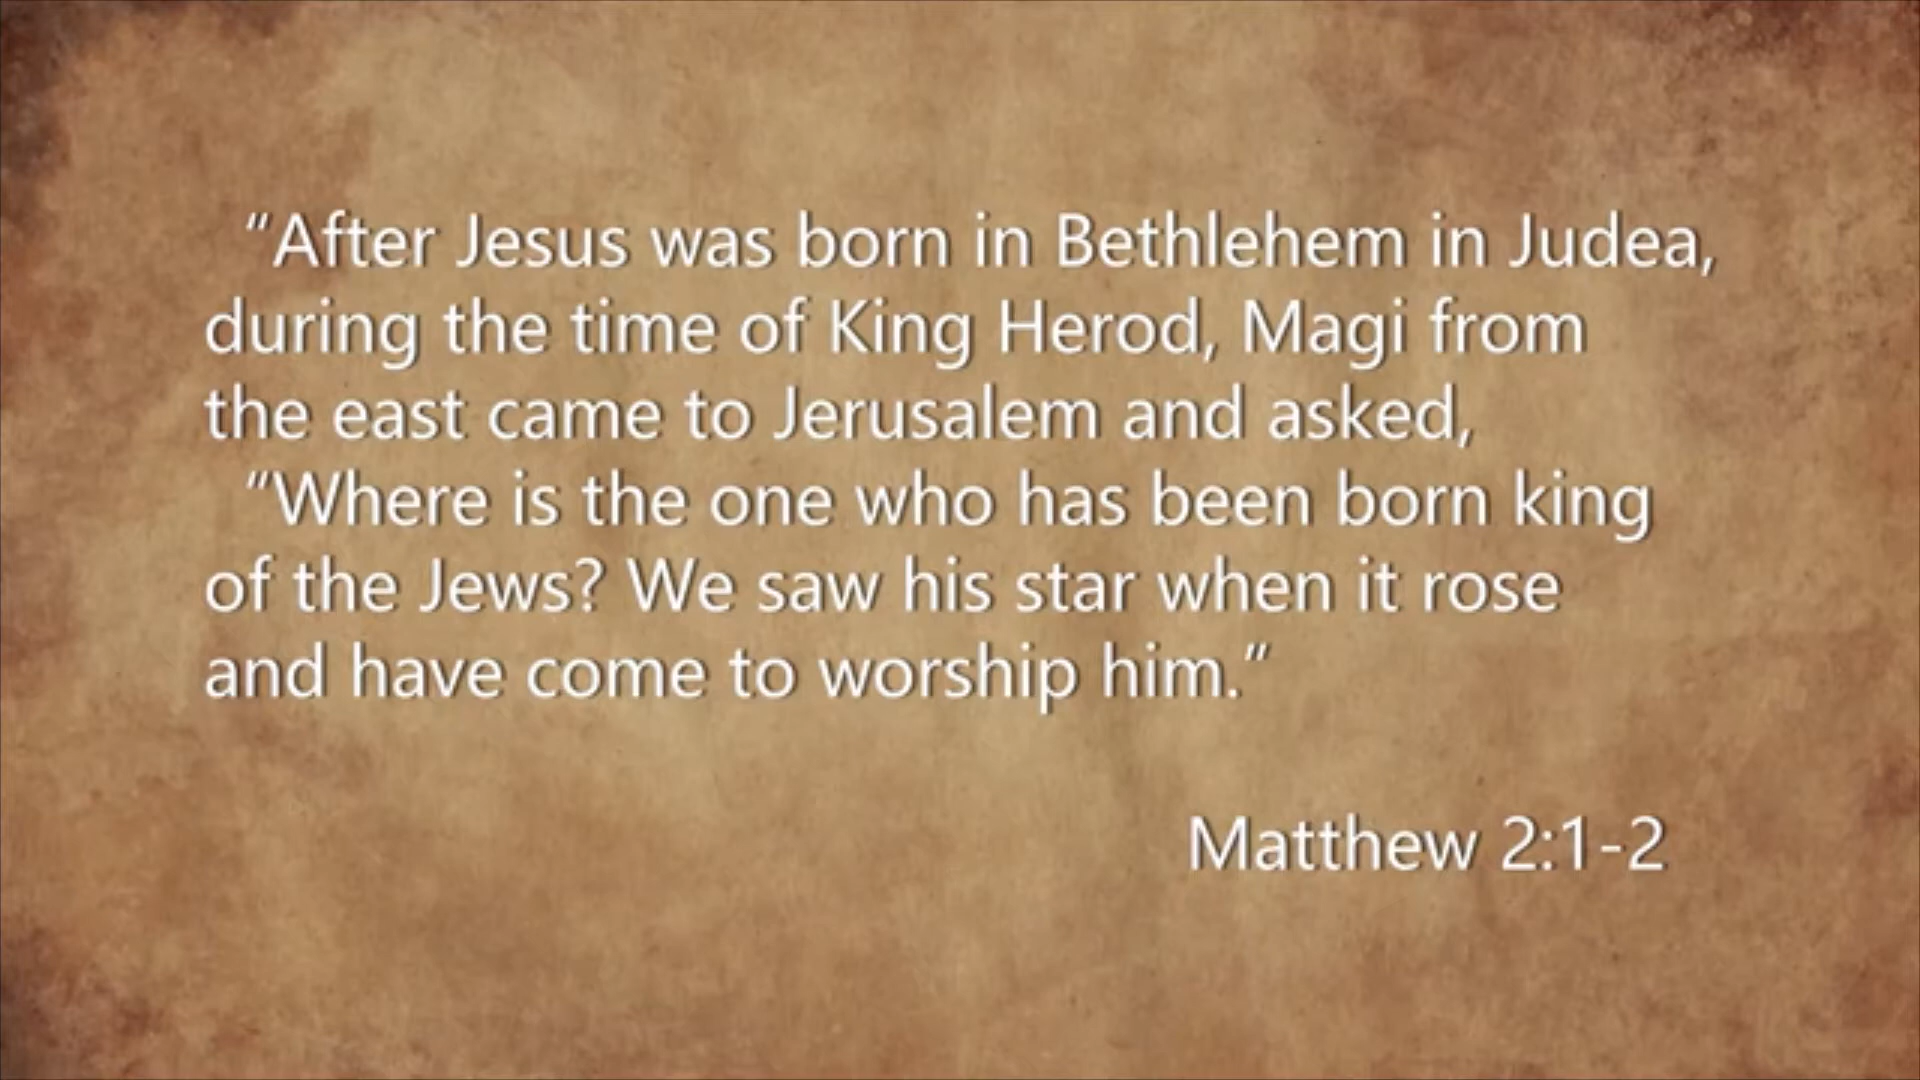 “After Jesus was born in Bethlehem in Judea,
during the time of King Herod, Magi from
the east came to Jerusalem and asked,
“Where is the one who has been born king
of the Jews? We saw his star when it rose
and have come to worship him.”
Matthew 2:1-2